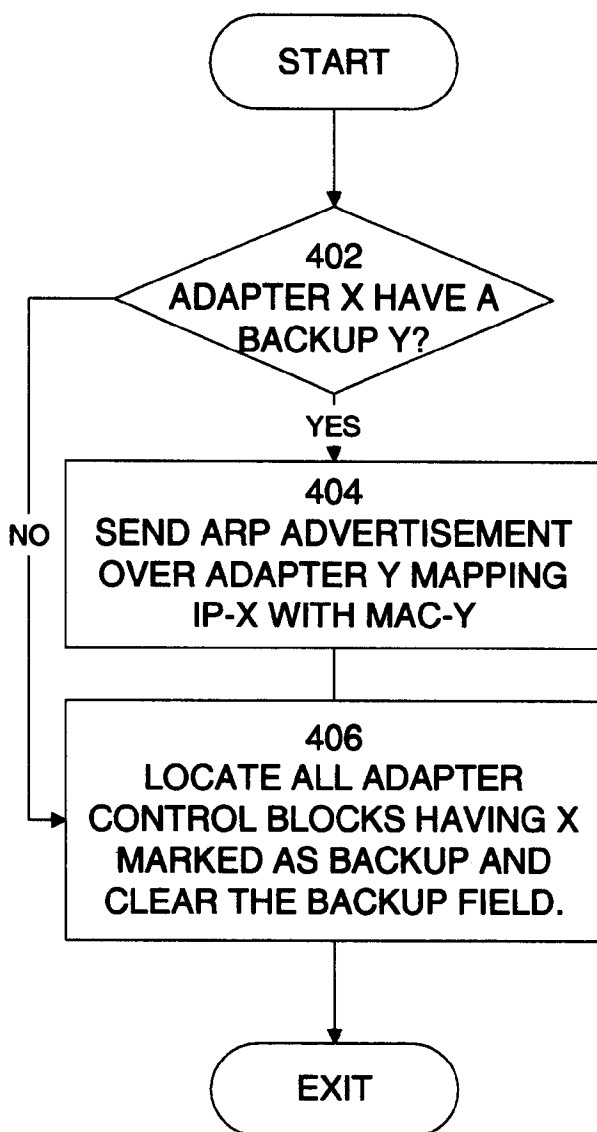 START
402
ADAPTER X HAVE A
BACKUP Y?
YES
404
SEND ARP ADVERTISEMENT
OVER ADAPTER Y MAPPING
IP-X WITH MAC-Y
NO
406
LOCATE ALL ADAPTER
CONTROL BLOCKS HAVING X
MARKED AS BACKUP AND
CLEAR THE BACKUP FIELD.
EXIT